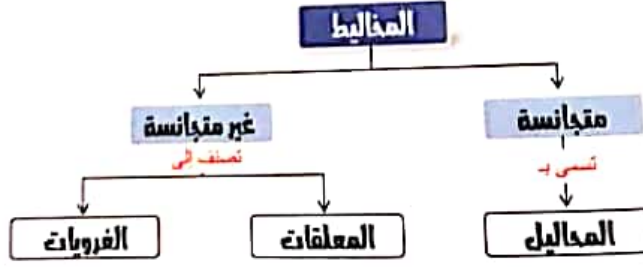 المخاليط
متجانسة
غير متجانسة
تسمى بـ
تصنف الى
المحاليل
المعلقات
الغرويات